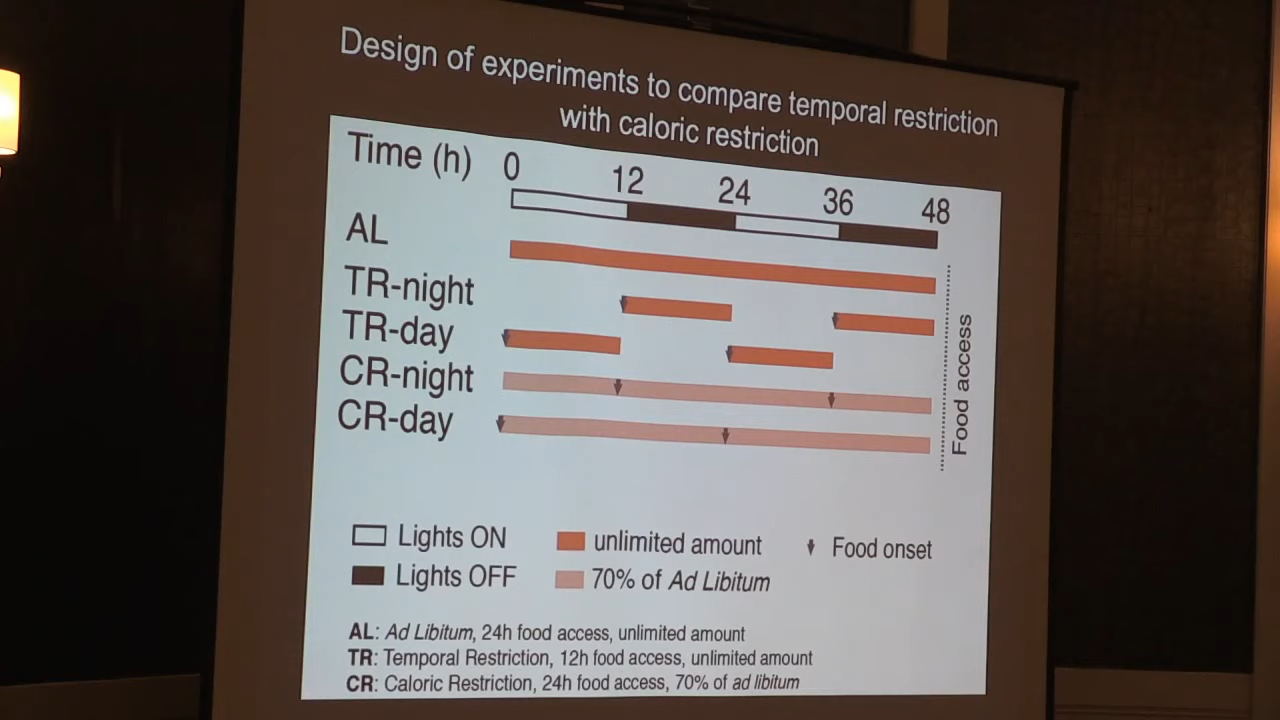 Design of experiments to compare temporal restriction
with caloric restriction
Time (h) 0 12 24 36 48
AL
TR-night
TR-day
CR-night
CR-day
Food access
Lights ON unlimited amount Food onset
Lights OFF 70% of Ad Libitum
AL: Ad Libitum, 24h food access, unlimited amount
TR: Temporal Restriction, 12h food access, unlimited amount
CR: Caloric Restriction, 24h food access, 70% of ad libitum